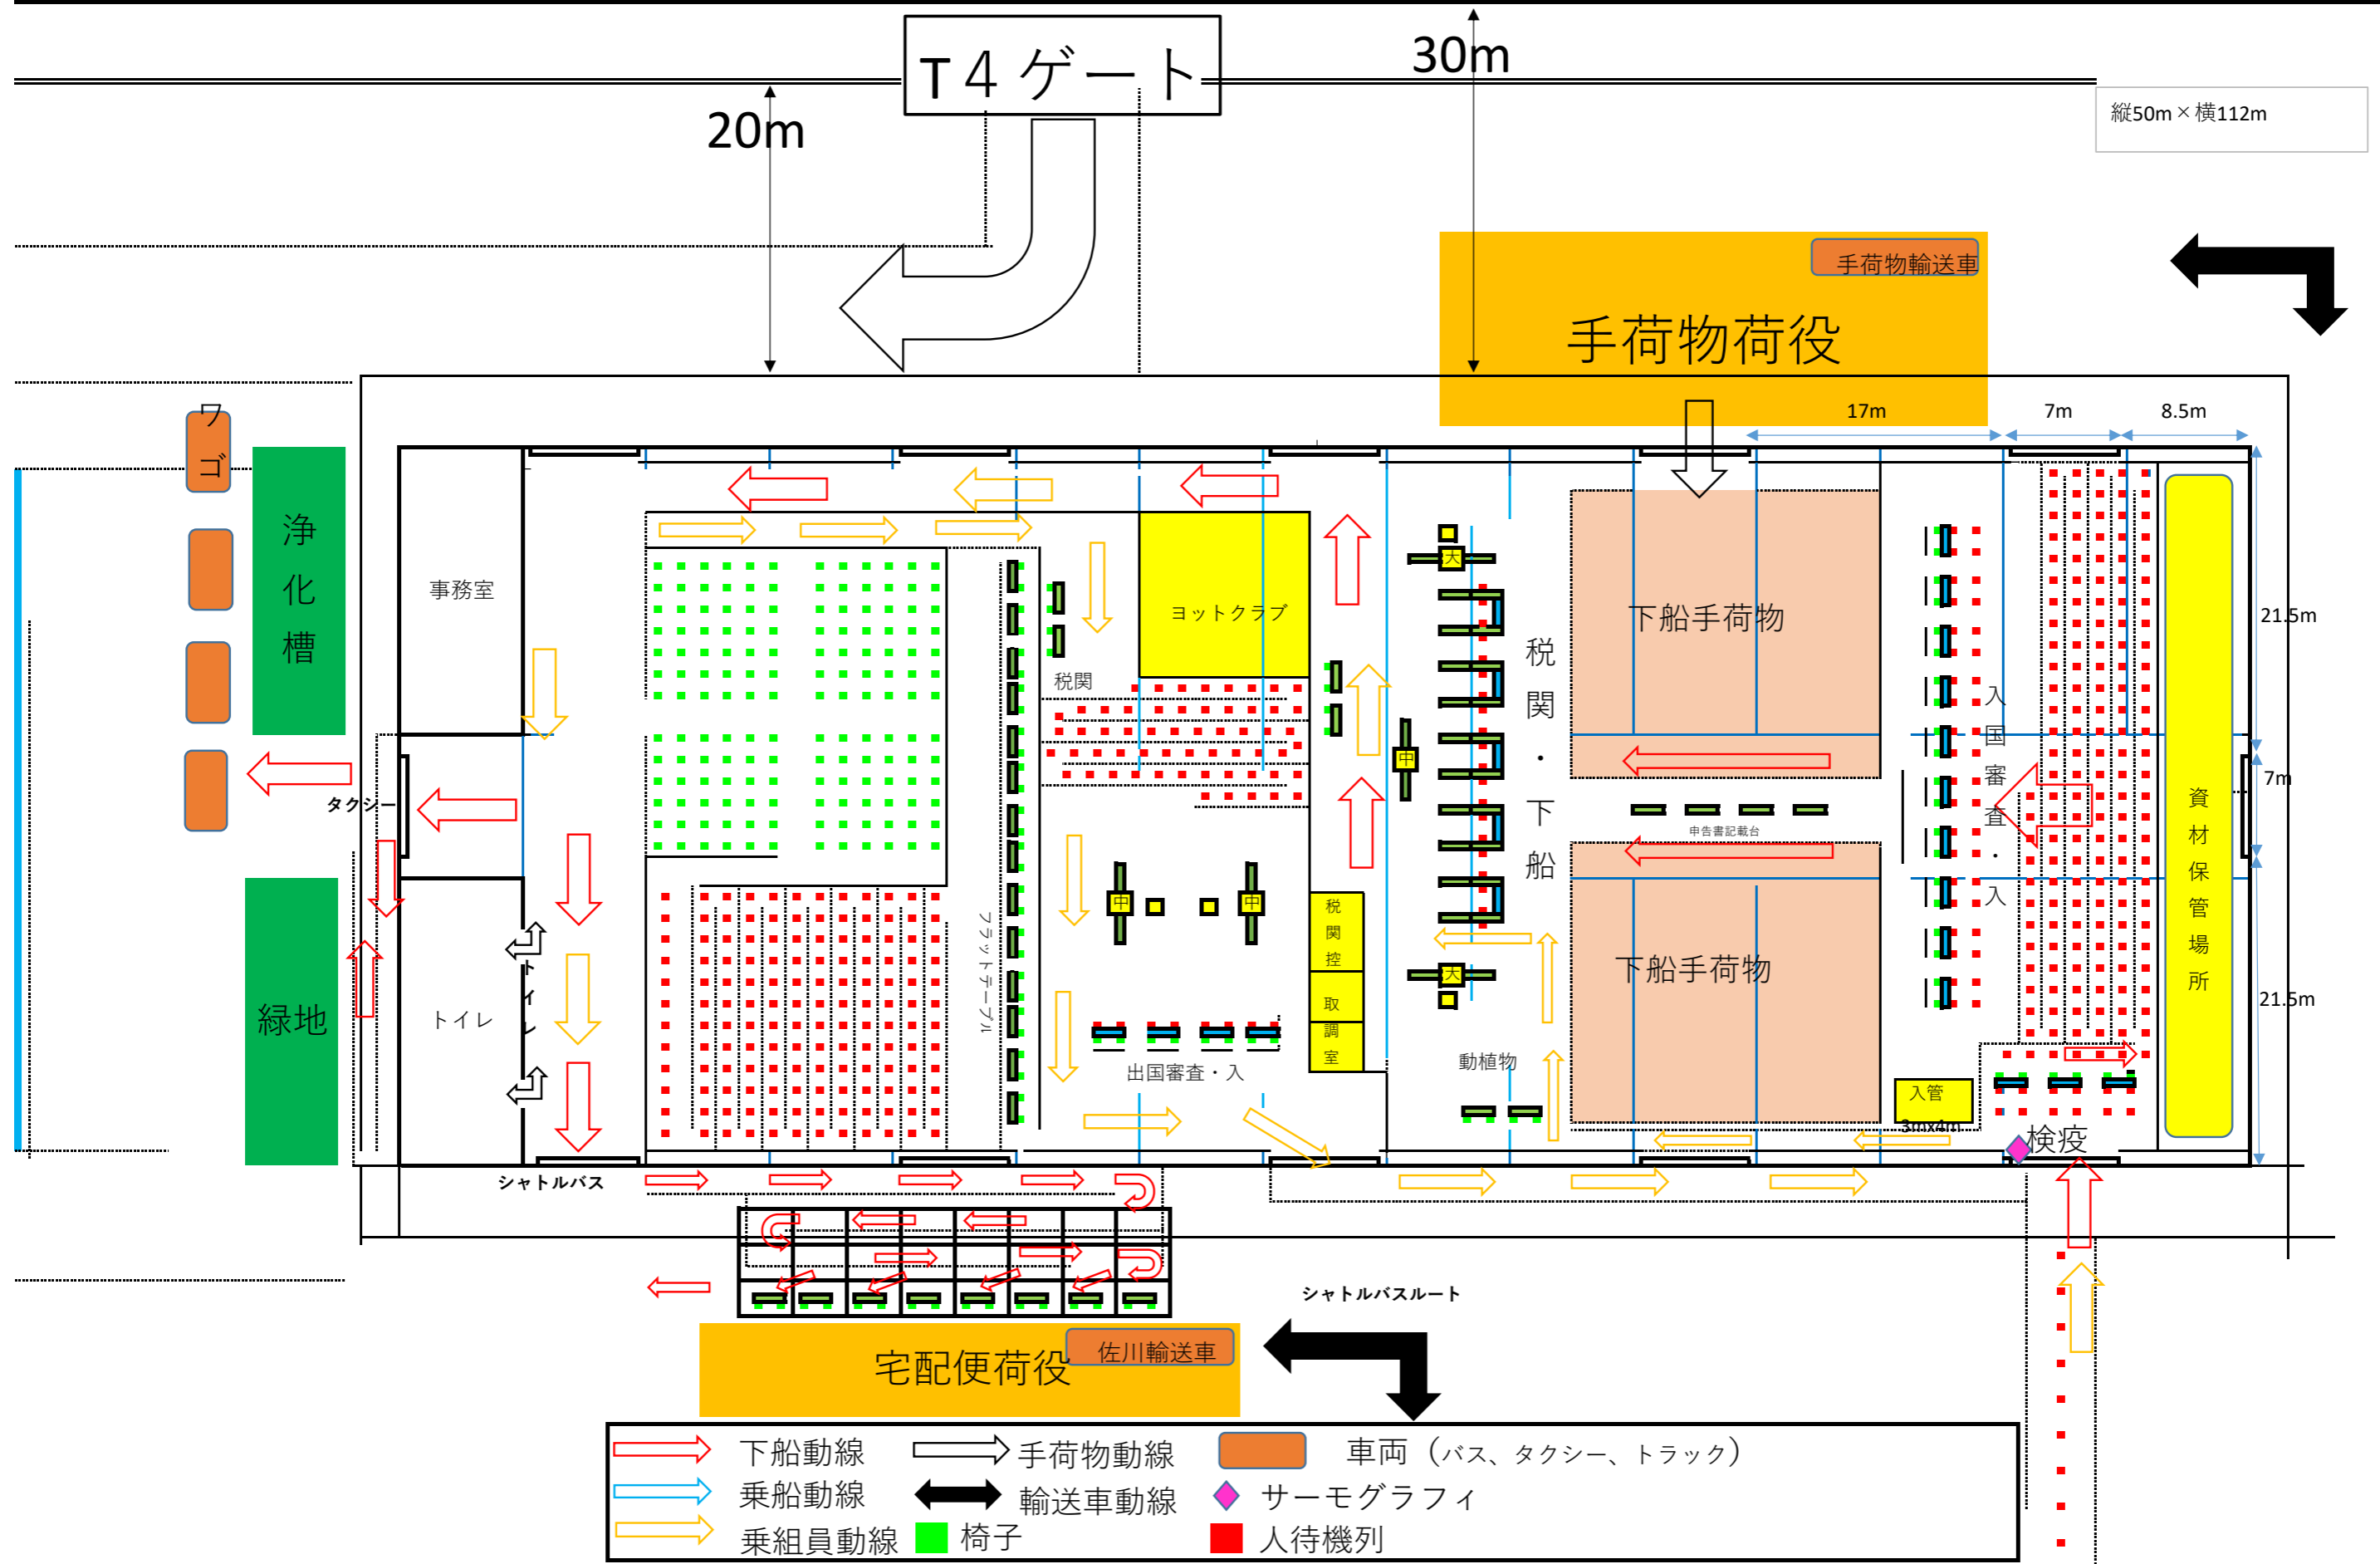 T４ゲート
30m
20m
縦50m×横112m
手荷物輸送車
手荷物荷役
17m
7m
8.5m
ワゴ
浄化槽
事務室
ヨットクラブ
税関
大
下船手荷物
税関・下船
21.5m
入国審査・入
中
7m
タクシー
申告書記載台
資材保管場所
中
中
税関控
フラットテーブル
大
下船手荷物
緑地
トイレ
トイレ
取調室
21.5m
動植物
出国審査・入
入管
3mx4m
検疫
シャトルバス
シャトルバスルート
佐川輸送車
宅配便荷役
下船動線
手荷物動線
車両（バス、タクシー、トラック）
乗船動線
輸送車動線
サーモグラフィ
乗組員動線
椅子
人待機列